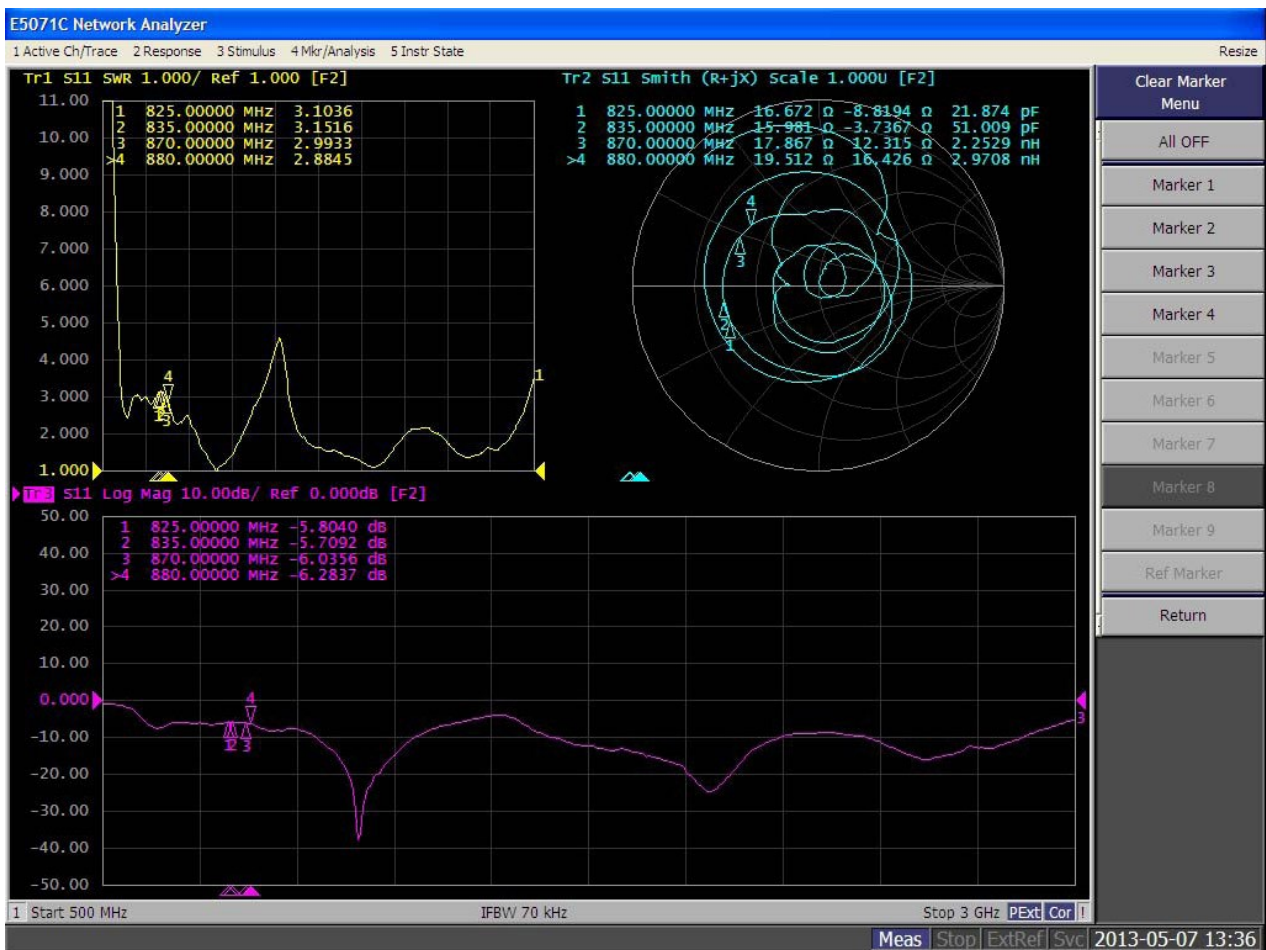 E5071C Network Analyzer
1 Active Ch/Trace 2 Response 3 Stimulus 4 Mkr/Analysis 5 Instr State Resize
Tr1 S11 SWR 1.000/ Ref 1.000 [F2]
11.00
10.00
9.000
8.000
7.000
6.000
5.000
4.000
3.000
2.000
1.000
1 825.00000 MHz 3.1036
2 835.00000 MHz 3.1516
3 870.00000 MHz 2.9933
>4 880.00000 MHz 2.8845
4
3
1
Tr2 S11 Smith (R+jX) Scale 1.000U [F2]
1 825.00000 MHz 16.672 Ω -8.8194 Ω 21.874 pF
2 835.00000 MHz 15.981 Ω -3.7367 Ω 51.009 pF
3 870.00000 MHz 17.867 Ω 12.315 Ω 2.2529 nH
>4 880.00000 MHz 19.512 Ω 16.426 Ω 2.9708 nH
4
3
2
1
Tr3 S11 Log Mag 10.00dB/ Ref 0.000dB [F2]
50.00
40.00
30.00
20.00
10.00
0.000
-10.00
-20.00
-30.00
-40.00
-50.00
1 825.00000 MHz -5.8040 dB
2 835.00000 MHz -5.7092 dB
3 870.00000 MHz -6.0356 dB
>4 880.00000 MHz -6.2837 dB
4
1 2 3
3
1 Start 500 MHz IFBW 70 kHz Stop 3 GHz PExt Cor !
Clear Marker
Menu
All OFF
Marker 1
Marker 2
Marker 3
Marker 4
Marker 5
Marker 6
Marker 7
Marker 8
Marker 9
Ref Marker
Return
Meas Stop ExtRef Svc 2013-05-07 13:36